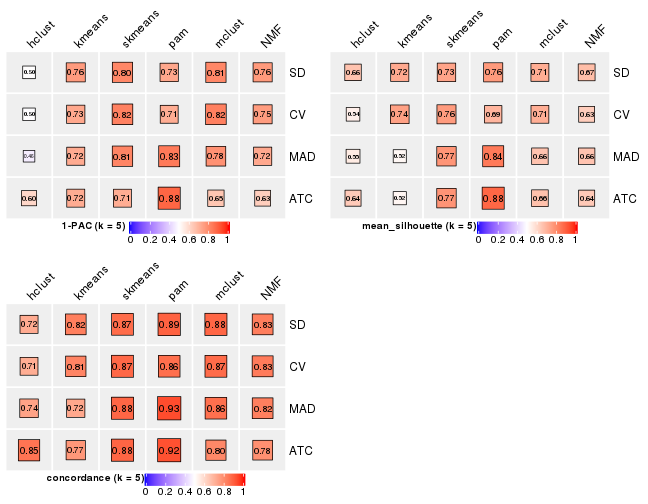 hclust kmeans skmeans pam mclust NMF
0.50 0.76 0.80 0.73 0.81 0.76 SD
0.50 0.73 0.82 0.71 0.82 0.75 CV
0.72 0.81 0.83 0.78 0.72 MAD
0.60 0.72 0.71 0.88 0.65 0.63 ATC
1-PAC (k = 5)
0 0.2 0.4 0.6 0.8 1
hclust kmeans skmeans pam mclust NMF
0.66 0.72 0.73 0.76 0.71 0.67 SD
0.54 0.74 0.76 0.69 0.71 0.63 CV
0.55 0.52 0.77 0.84 0.66 0.66 MAD
0.64 0.52 0.77 0.88 0.66 0.64 ATC
mean_silhouette (k = 5)
0 0.2 0.4 0.6 0.8 1
hclust kmeans skmeans pam mclust NMF
0.72 0.82 0.87 0.89 0.88 0.83 SD
0.71 0.81 0.87 0.86 0.87 0.83 CV
0.74 0.72 0.88 0.93 0.86 0.82 MAD
0.85 0.77 0.88 0.92 0.80 0.78 ATC
concordance (k = 5)
0 0.2 0.4 0.6 0.8 1